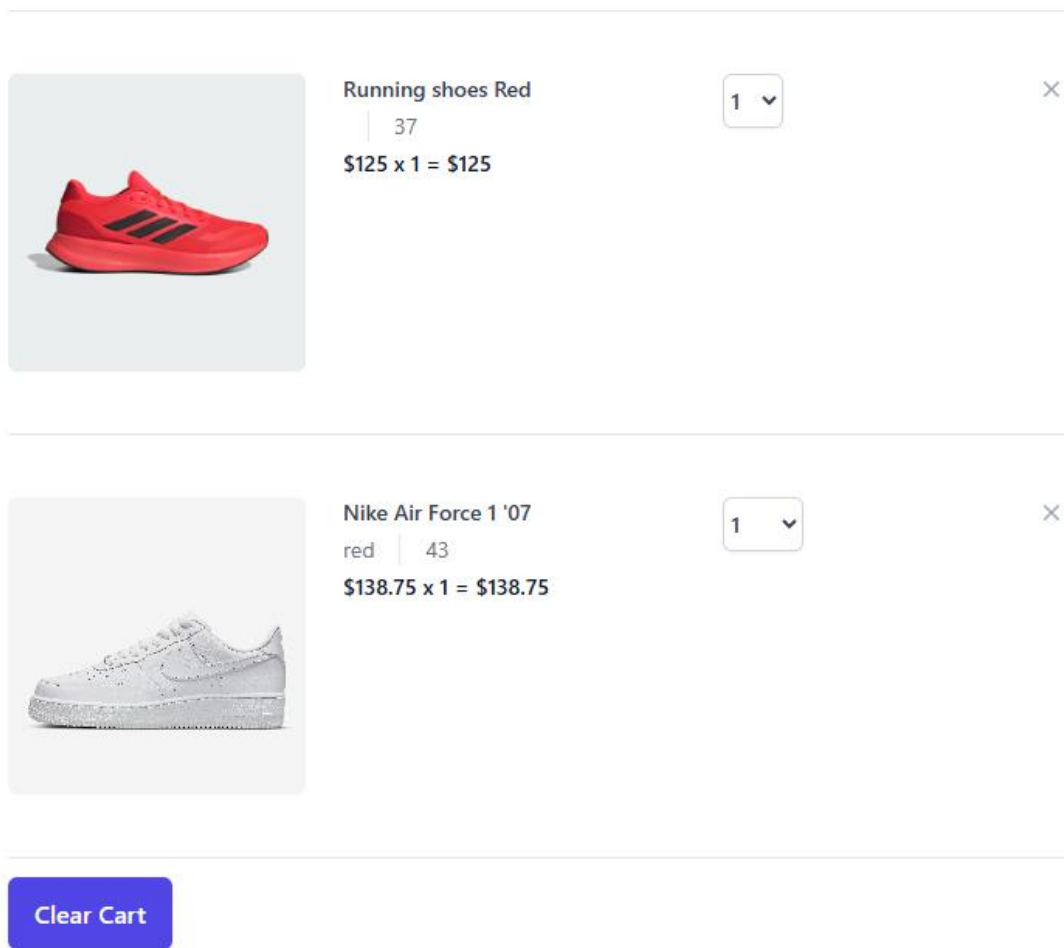 Running shoes Red
37
$125 x 1 = $125
1
Nike Air Force 1 '07
red 43
$138.75 x 1 = $138.75
1
Clear Cart